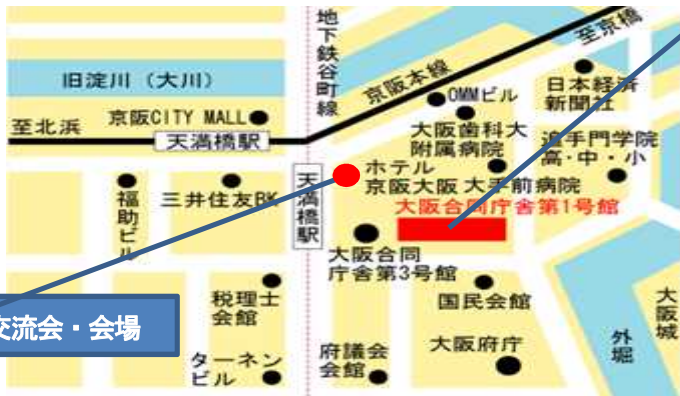 地下鉄谷町線
至京橋
旧淀川（大川）
京阪本線
OMMビル
日本経済
新聞社
京阪CITY MALL
至北浜
天満橋駅
大阪歯科大
附属病院
追手門学院
高・中・小
ホテル
京阪大阪
大手前病院
天満橋駅
三井住友BK
福助ビル
大阪合同庁舎第1号館
大阪合同
庁舎第3号館
税理士
会館
国民会館
大阪城
交流会・会場
外堀
ターネン
ビル
府議会
会館
大阪府庁